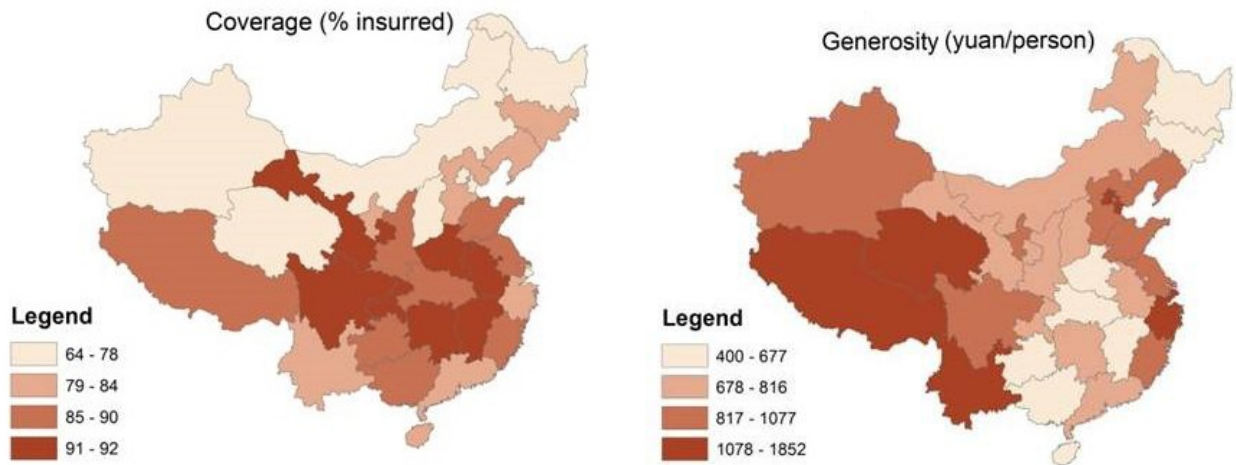 Coverage (% insurred)
Legend
64 - 78
79 - 84
85 - 90
91 - 92
Generosity (yuan/person)
Legend
400 - 677
678 - 816
817 - 1077
1078 - 1852